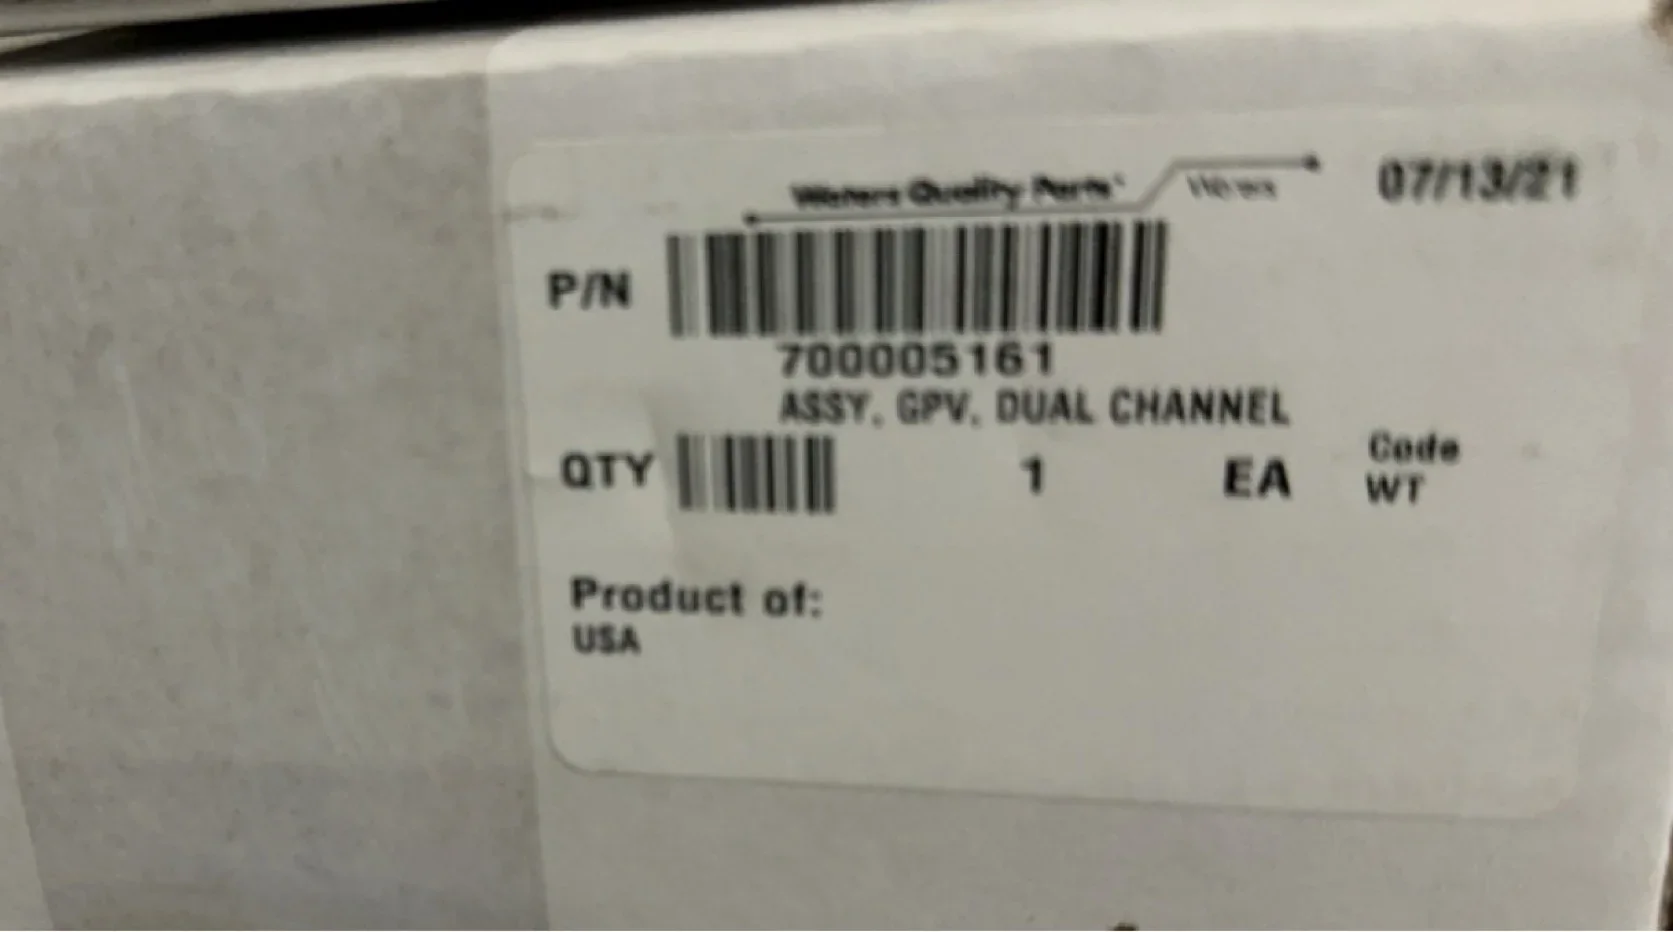 Waters Quality Parts
07/13/21
P/N
700005161
ASSY, GPV, DUAL CHANNEL
QTY 1 EA
Code
WT
Product of:
USA